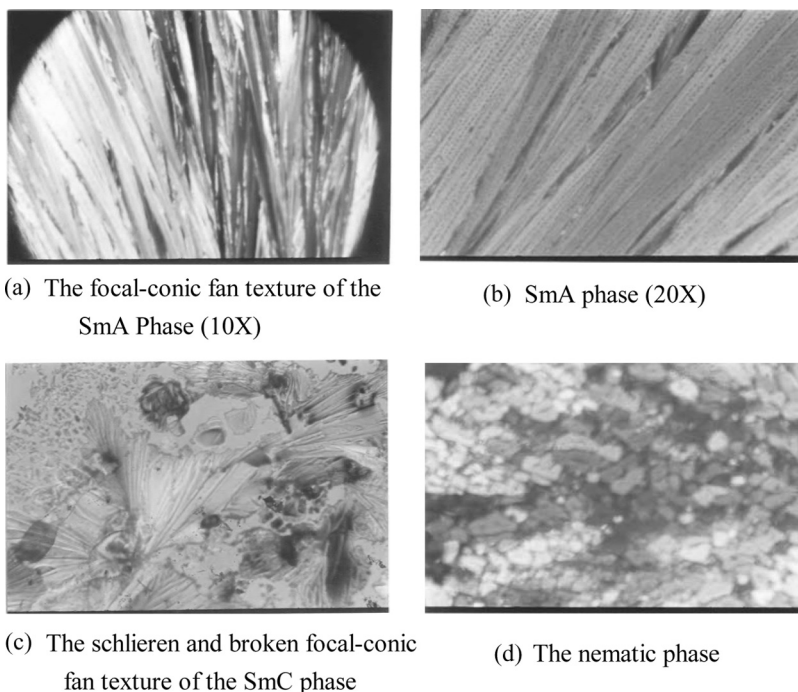 (a) The focal-conic fan texture of the
SmA Phase (10X)
(b) SmA phase (20X)
(c) The schlieren and broken focal-conic
fan texture of the SmC phase
(d) The nematic phase